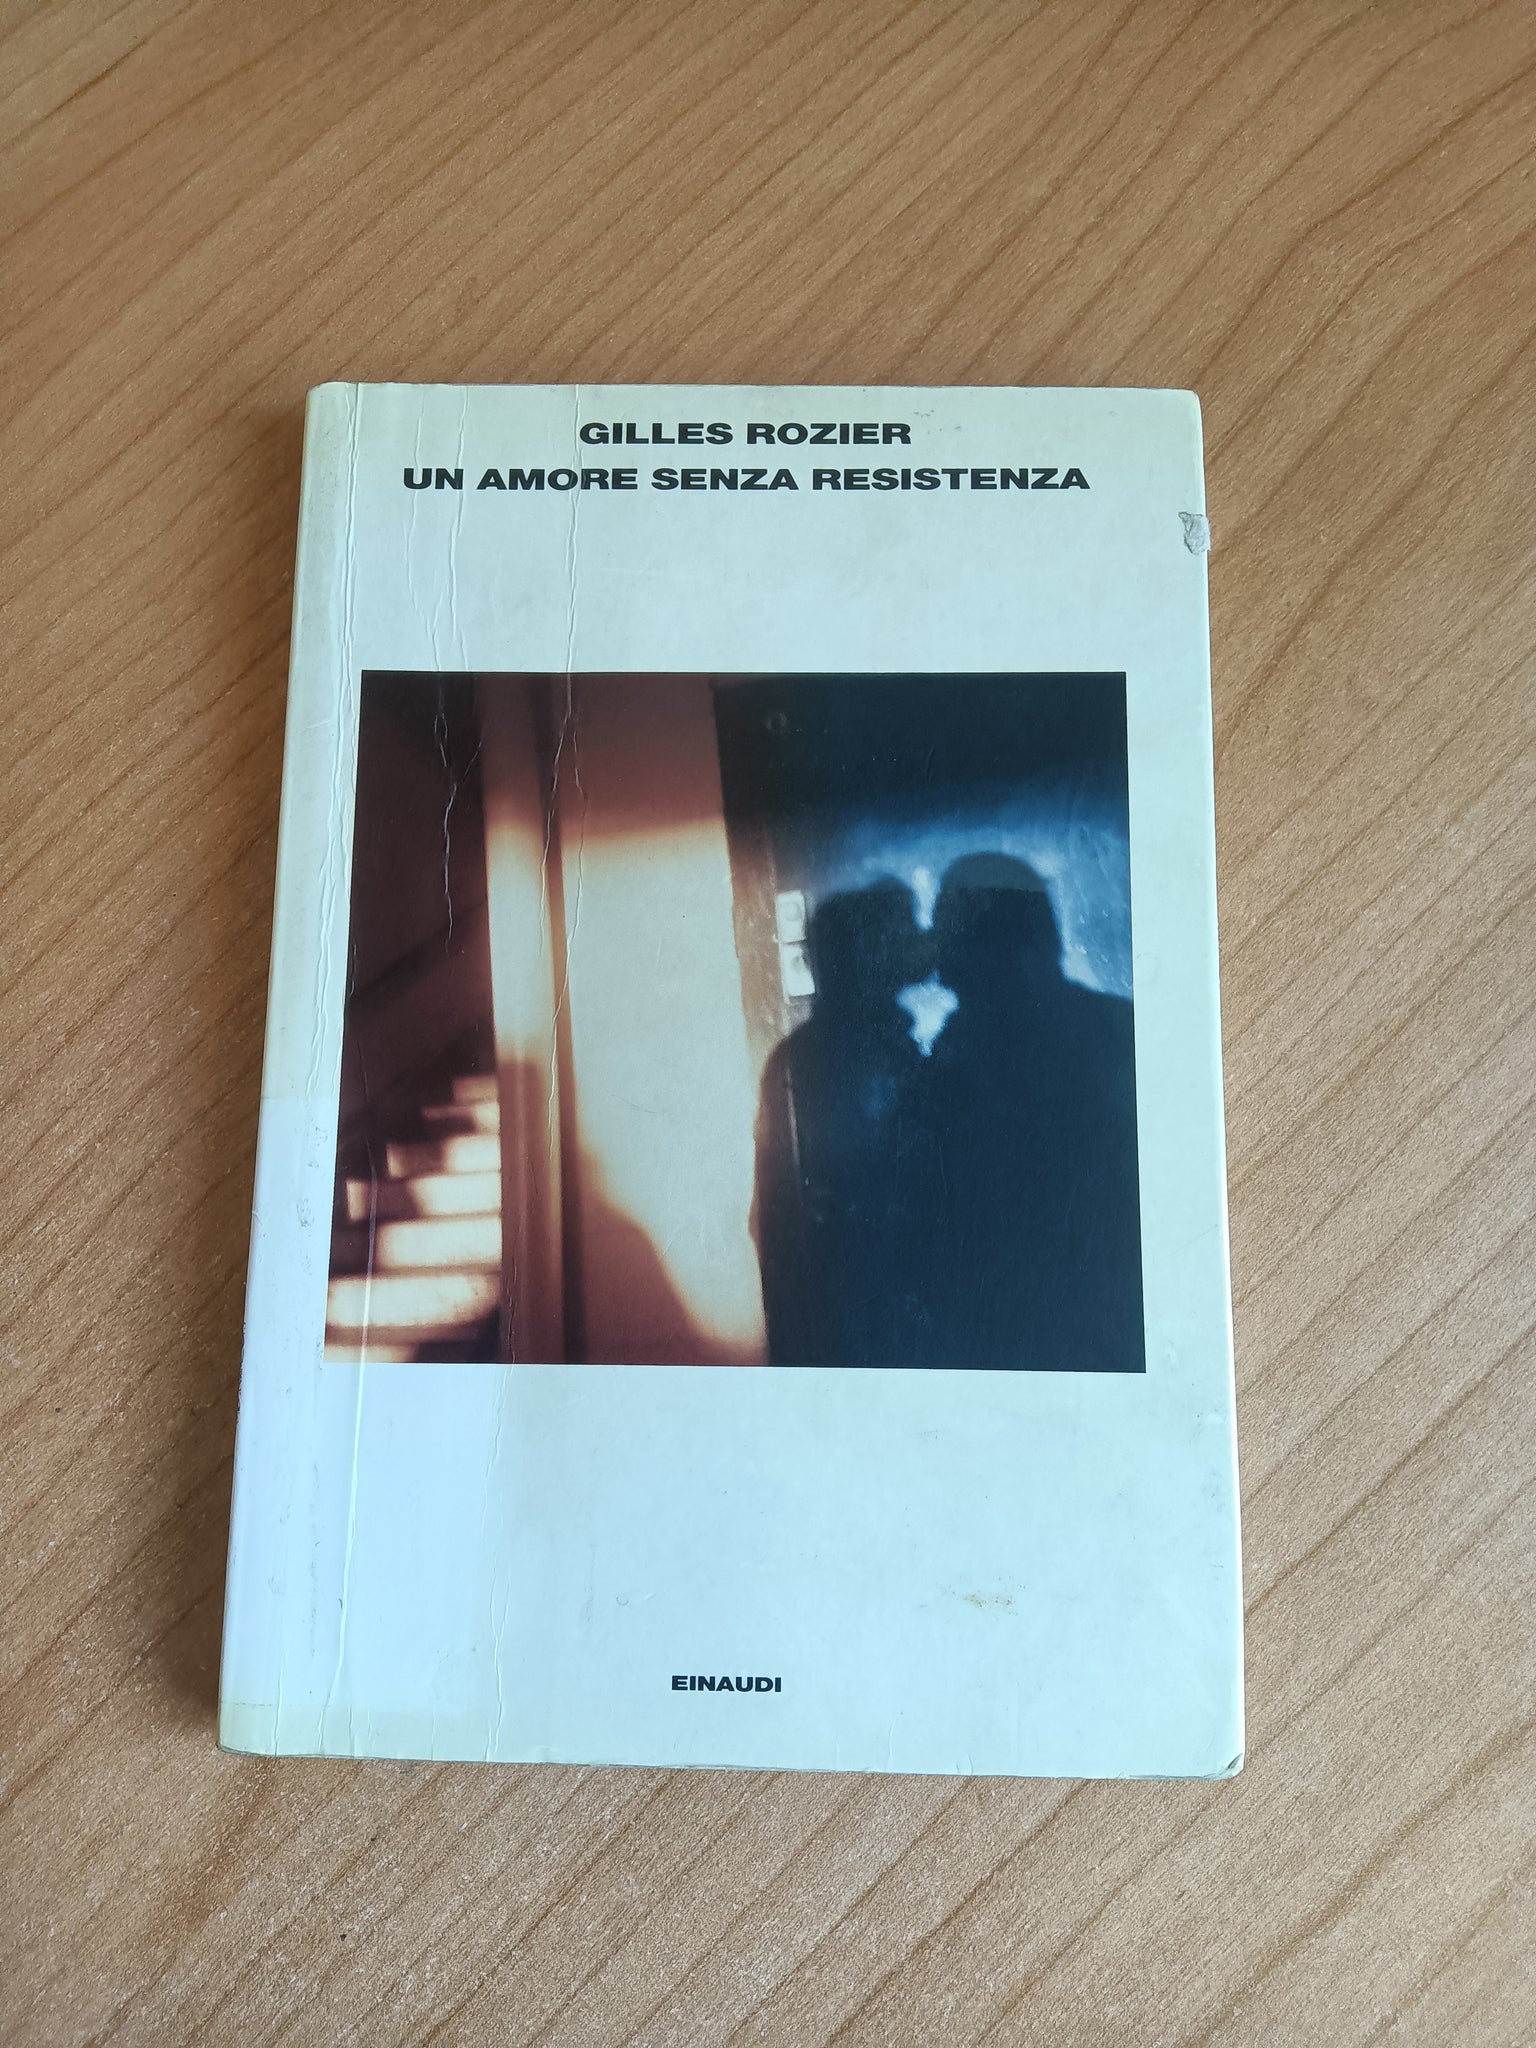 GILLES ROZIER
UN AMORE SENZA RESISTENZA
EINAUDI